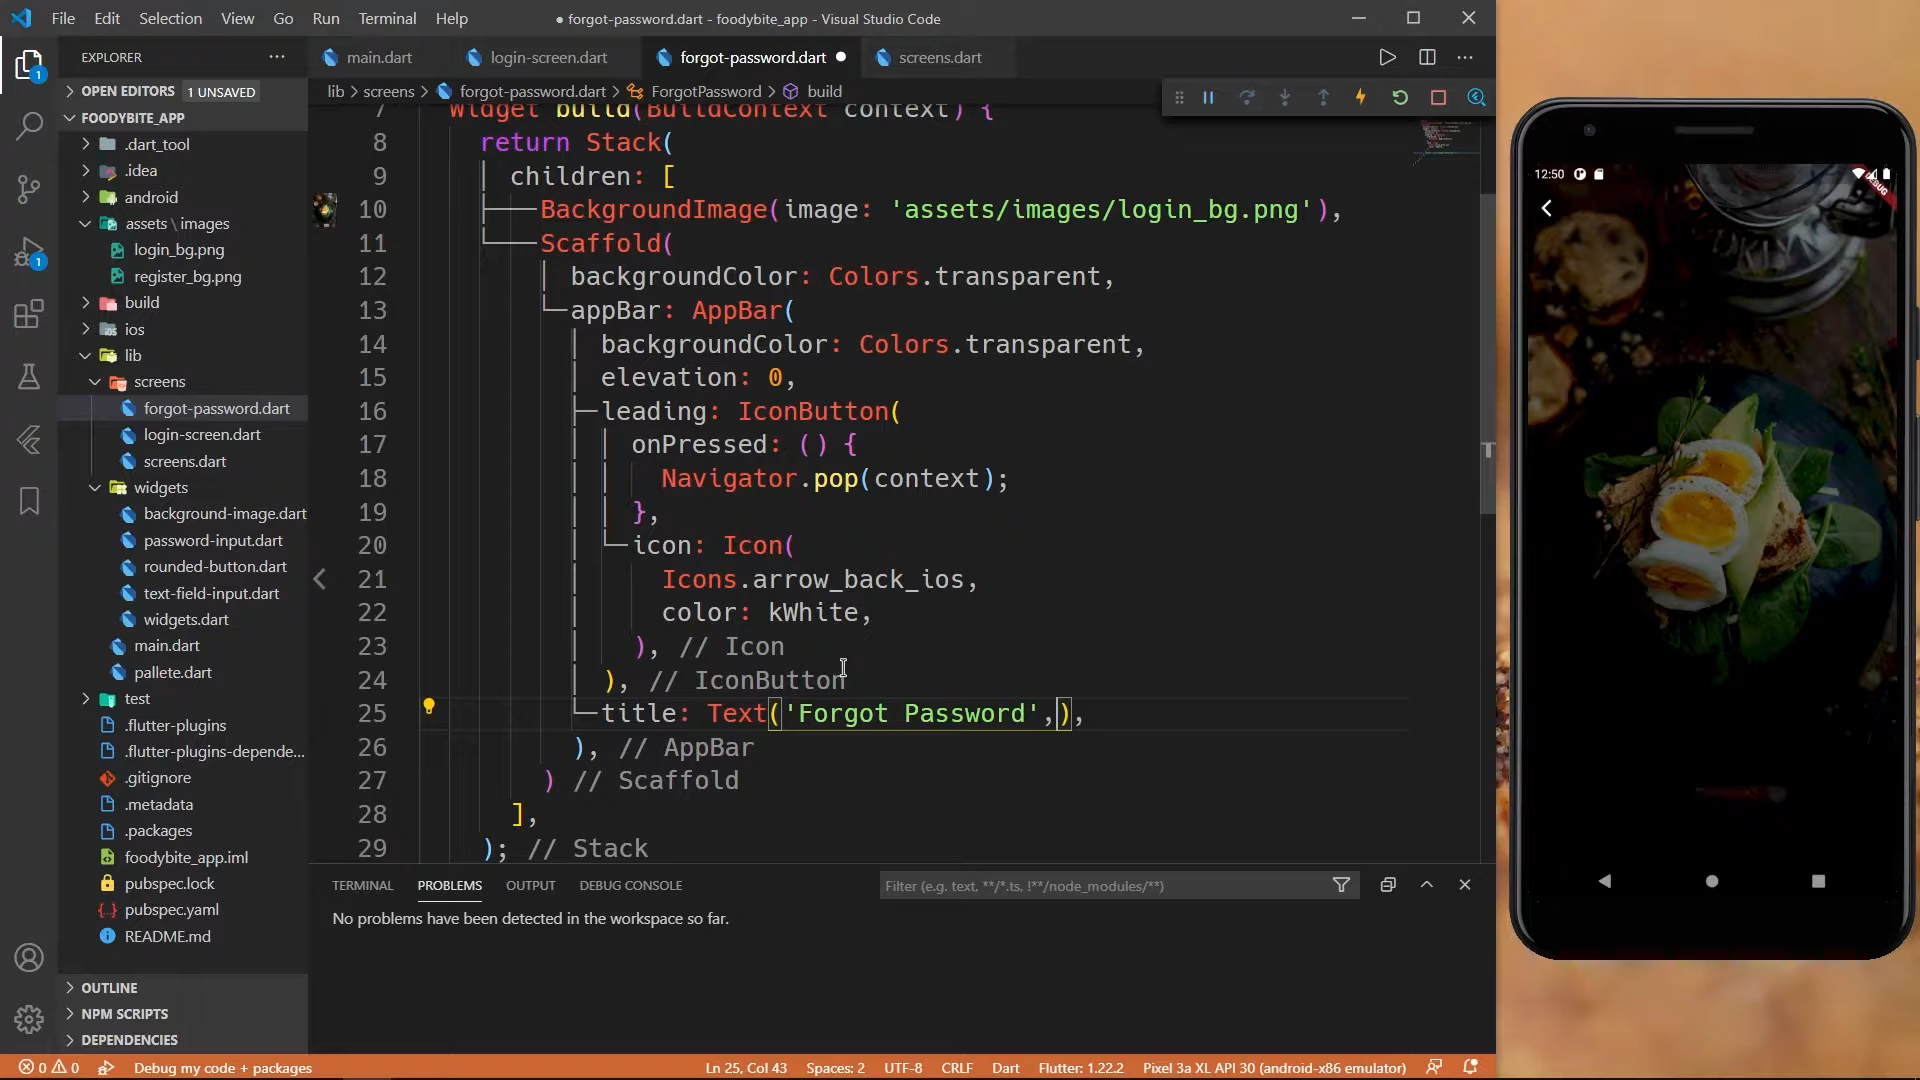 File Edit Selection View Go Run Terminal Help
● forgot-password.dart - foodybite_app - Visual Studio Code
EXPLORER
OPEN EDITORS 1 UNSAVED
FOODYBITE_APP
.dart_tool
.idea
android
assets \ images
login_bg.png
register_bg.png
build
ios
lib
screens
forgot-password.dart
login-screen.dart
screens.dart
widgets
background-image.dart
password-input.dart
rounded-button.dart
text-field-input.dart
widgets.dart
main.dart
pallete.dart
test
.flutter-plugins
.flutter-plugins-depende...
.gitignore
.metadata
.packages
foodybite_app.iml
pubspec.lock
pubspec.yaml
README.md
OUTLINE
NPM SCRIPTS
DEPENDENCIES
1
1
main.dart login-screen.dart forgot-password.dart ● screens.dart
lib > screens > forgot-password.dart > ForgotPassword > build
7 Widget build(BuildContext context) {
8 return Stack(
9 children: [
10 BackgroundImage(image: 'assets/images/login_bg.png'),
11 Scaffold(
12 backgroundColor: Colors.transparent,
13 appBar: AppBar(
14 backgroundColor: Colors.transparent,
15 elevation: 0,
16 leading: IconButton(
17 onPressed: () {
18 Navigator.pop(context);
19 },
20 icon: Icon(
21 Icons.arrow_back_ios,
22 color: kWhite,
23 ), // Icon
24 ), // IconButton
25 title: Text('Forgot Password',),
26 ), // AppBar
27 ) // Scaffold
28 ],
29 ); // Stack
TERMINAL PROBLEMS OUTPUT DEBUG CONSOLE
Filter (e.g. text, **/*.ts, !**/node_modules/**)
No problems have been detected in the workspace so far.
0 0 Debug my code + packages
Ln 25, Col 43 Spaces: 2 UTF-8 CRLF Dart Flutter: 1.22.2 Pixel 3a XL API 30 (android-x86 emulator)
12:50
DEBUG